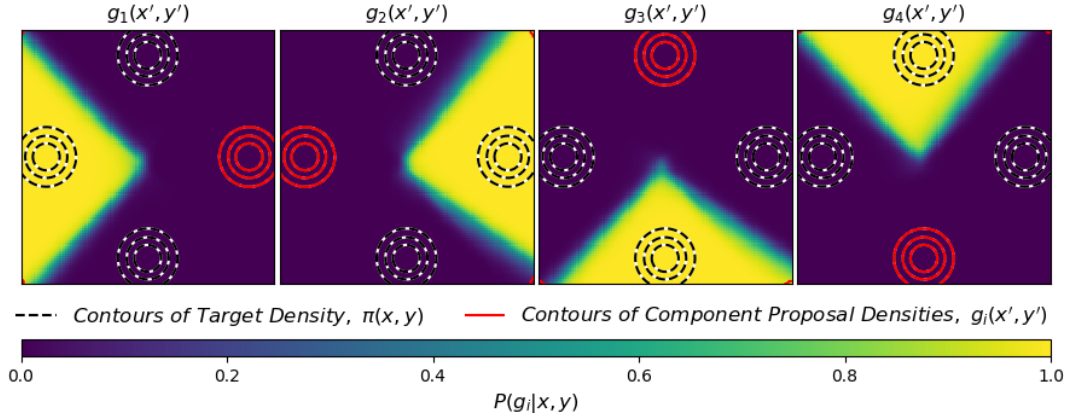 g₁(x′, y′) g₂(x′, y′) g₃(x′, y′) g₄(x′, y′)
Contours of Target Density, π(x, y) Contours of Component Proposal Densities, gᵢ(x′, y′)
0.0 0.2 0.4 0.6 0.8 1.0
P(gᵢ|x, y)